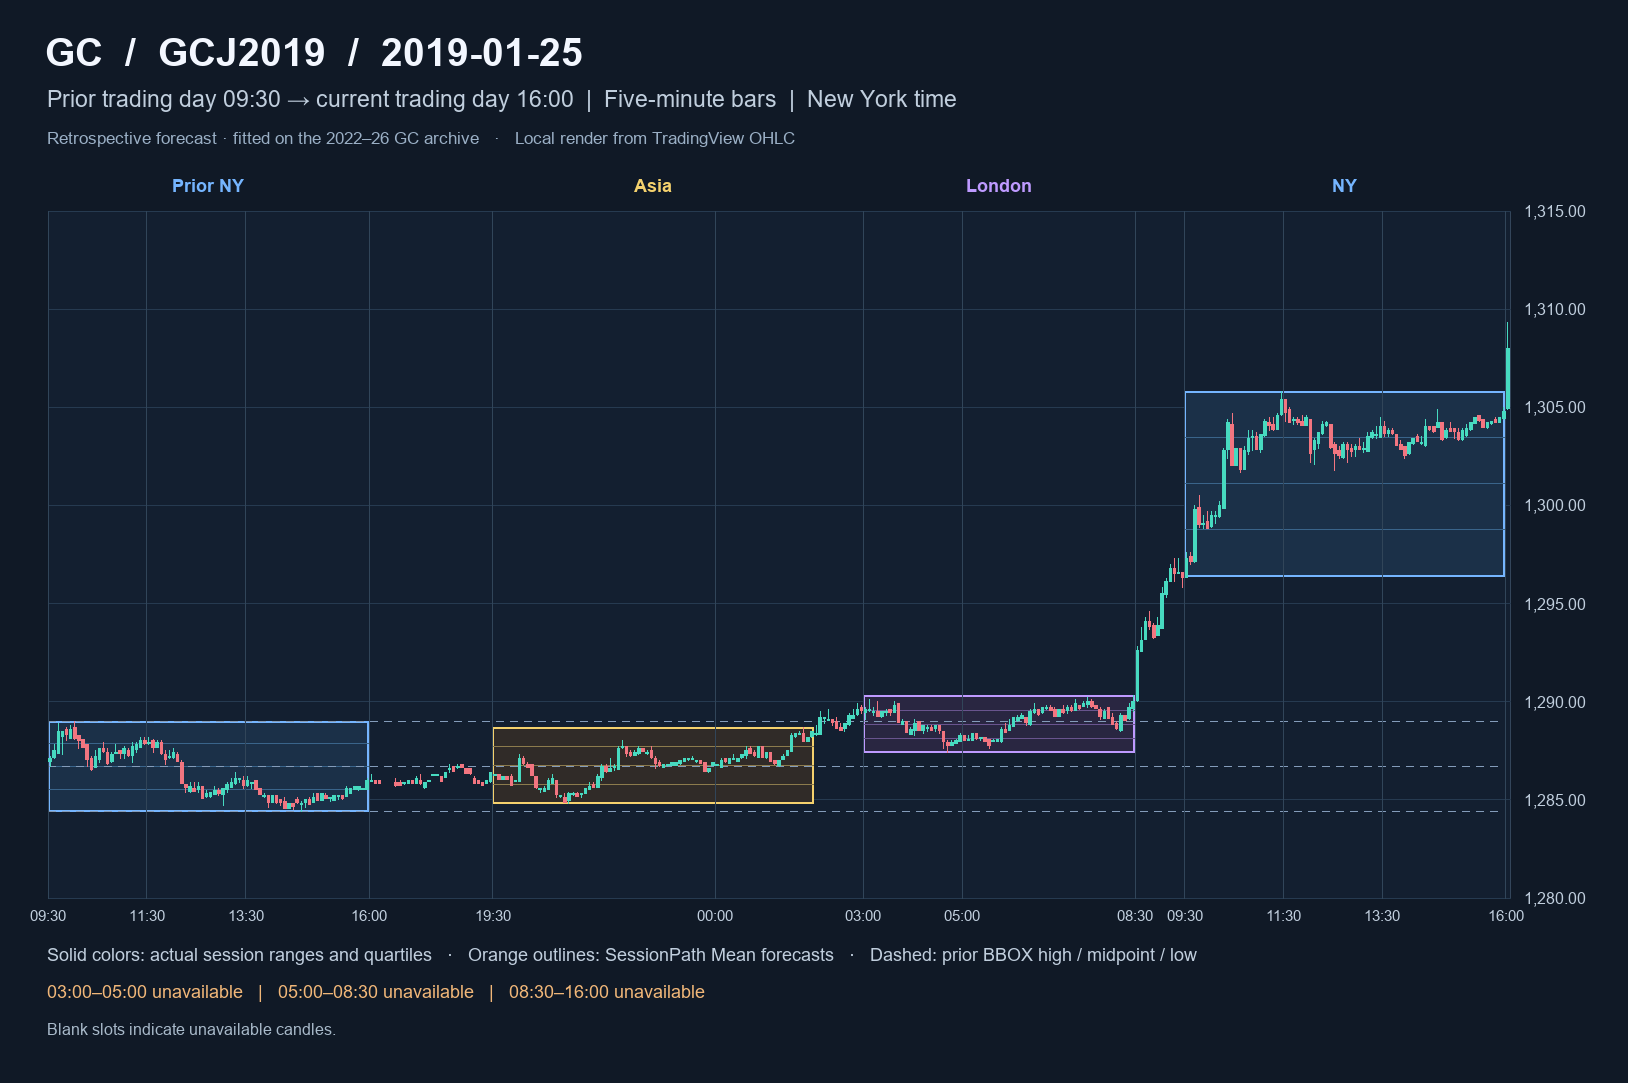 GC / GCJ2019 / 2019-01-25
Prior trading day 09:30 → current trading day 16:00 | Five-minute bars | New York time
Retrospective forecast · fitted on the 2022–26 GC archive · Local render from TradingView OHLC
Prior NY Asia London NY
1,315.00
1,310.00
1,305.00
1,300.00
1,295.00
1,290.00
1,285.00
1,280.00
09:30 11:30 13:30 16:00 19:30 00:00 03:00 05:00 08:30 09:30 11:30 13:30 16:00
Solid colors: actual session ranges and quartiles · Orange outlines: SessionPath Mean forecasts · Dashed: prior BBOX high / midpoint / low
03:00–05:00 unavailable | 05:00–08:30 unavailable | 08:30–16:00 unavailable
Blank slots indicate unavailable candles.